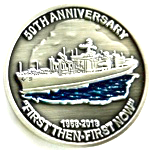 50TH ANNIVERSARY
1969-2019
"FIRST THEN-FIRST NOW"